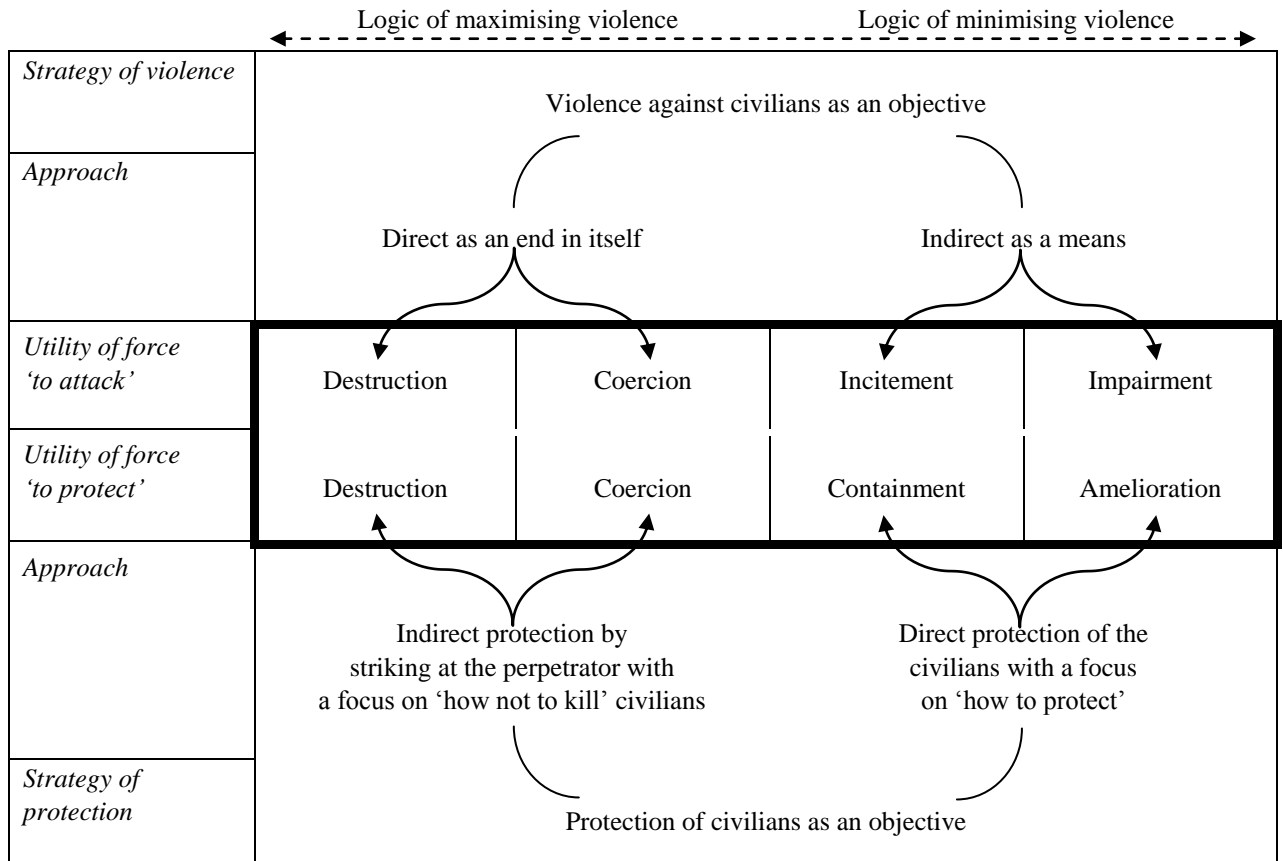 Logic of maximising violence
Logic of minimising violence
Strategy of violence
Violence against civilians as an objective
Approach
Direct as an end in itself
Indirect as a means
Utility of force
‘to attack’
Destruction
Coercion
Incitement
Impairment
Utility of force
‘to protect’
Destruction
Coercion
Containment
Amelioration
Approach
Indirect protection by
striking at the perpetrator with
a focus on ‘how not to kill’ civilians
Direct protection of the
civilians with a focus
on ‘how to protect’
Strategy of
protection
Protection of civilians as an objective